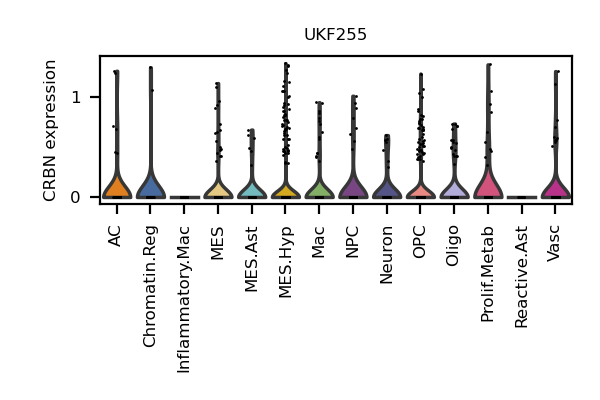 UKF255
CRBN expression
1
0
AC
Chromatin.Reg
Inflammatory.Mac
MES
MES.Ast
MES.Hyp
Mac
NPC
Neuron
OPC
Oligo
Prolif.Metab
Reactive.Ast
Vasc